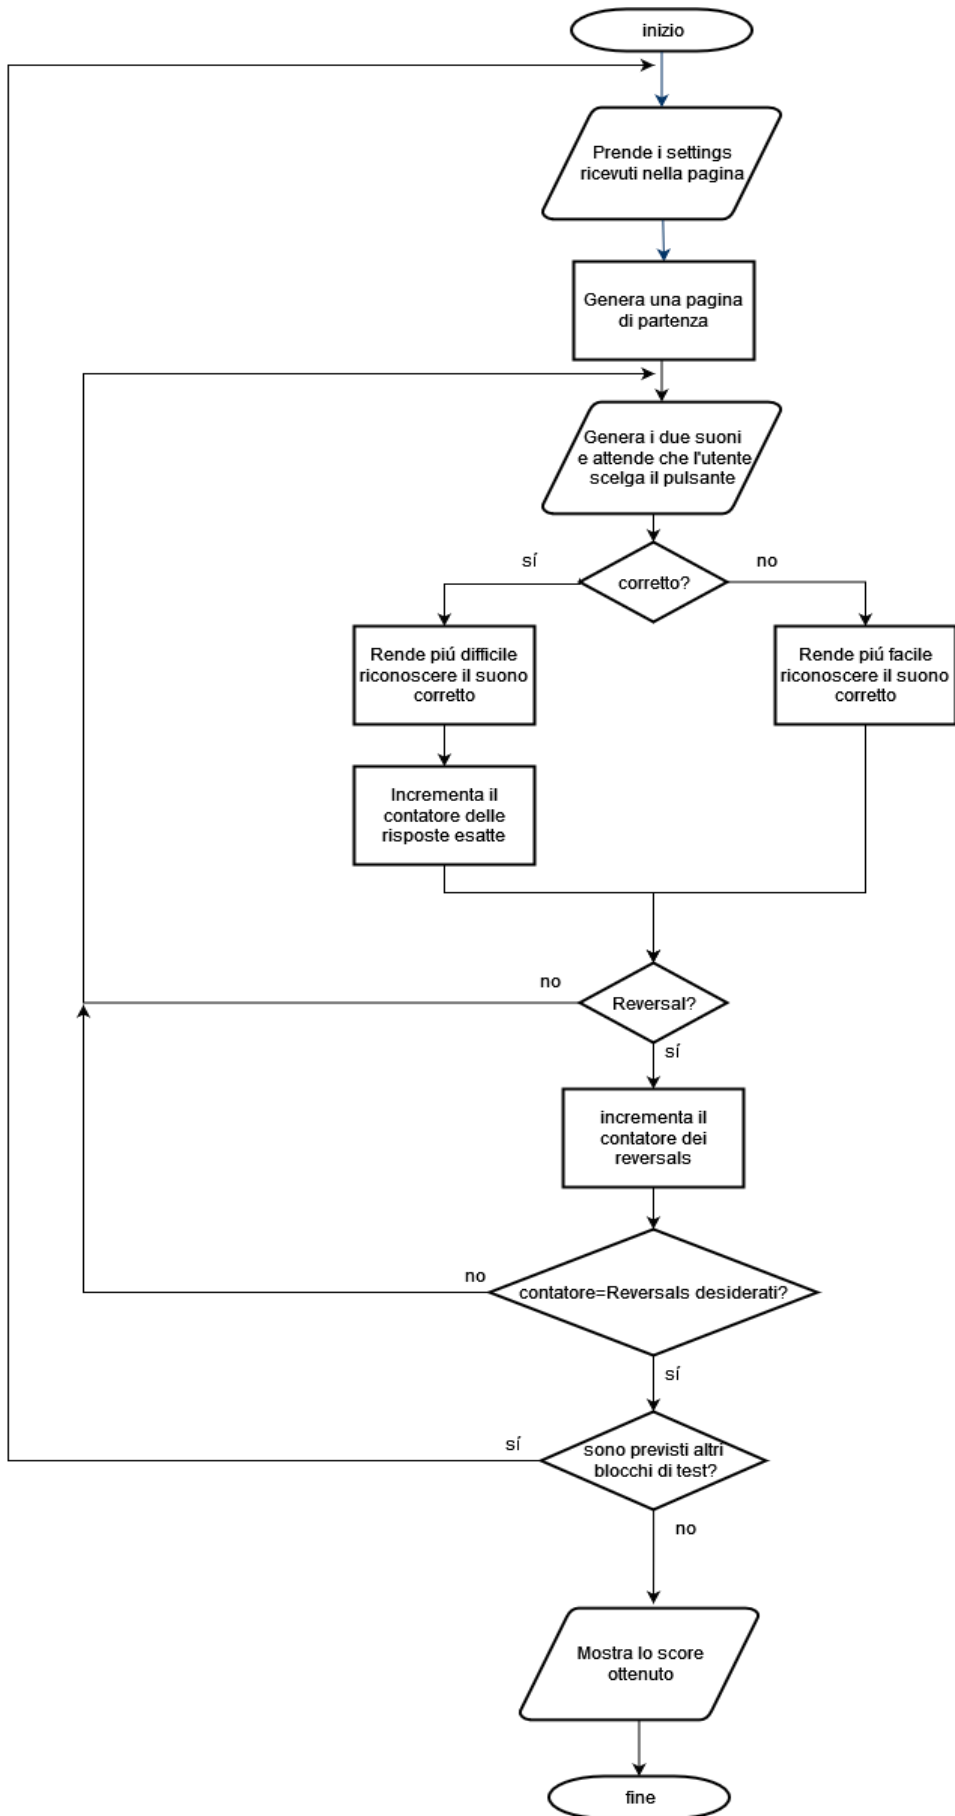 inizio
Prende i settings
ricevuti nella pagina
Genera una pagina
di partenza
Genera i due suoni
e attende che l'utente
scelga il pulsante
sí
corretto?
no
Rende piú difficile
riconoscere il suono
corretto
Rende piú facile
riconoscere il suono
corretto
Incrementa il
contatore delle
risposte esatte
no
Reversal?
sí
incrementa il
contatore dei
reversals
no
contatore=Reversals desiderati?
sí
sí
sono previsti altri
blocchi di test?
no
Mostra lo score
ottenuto
fine